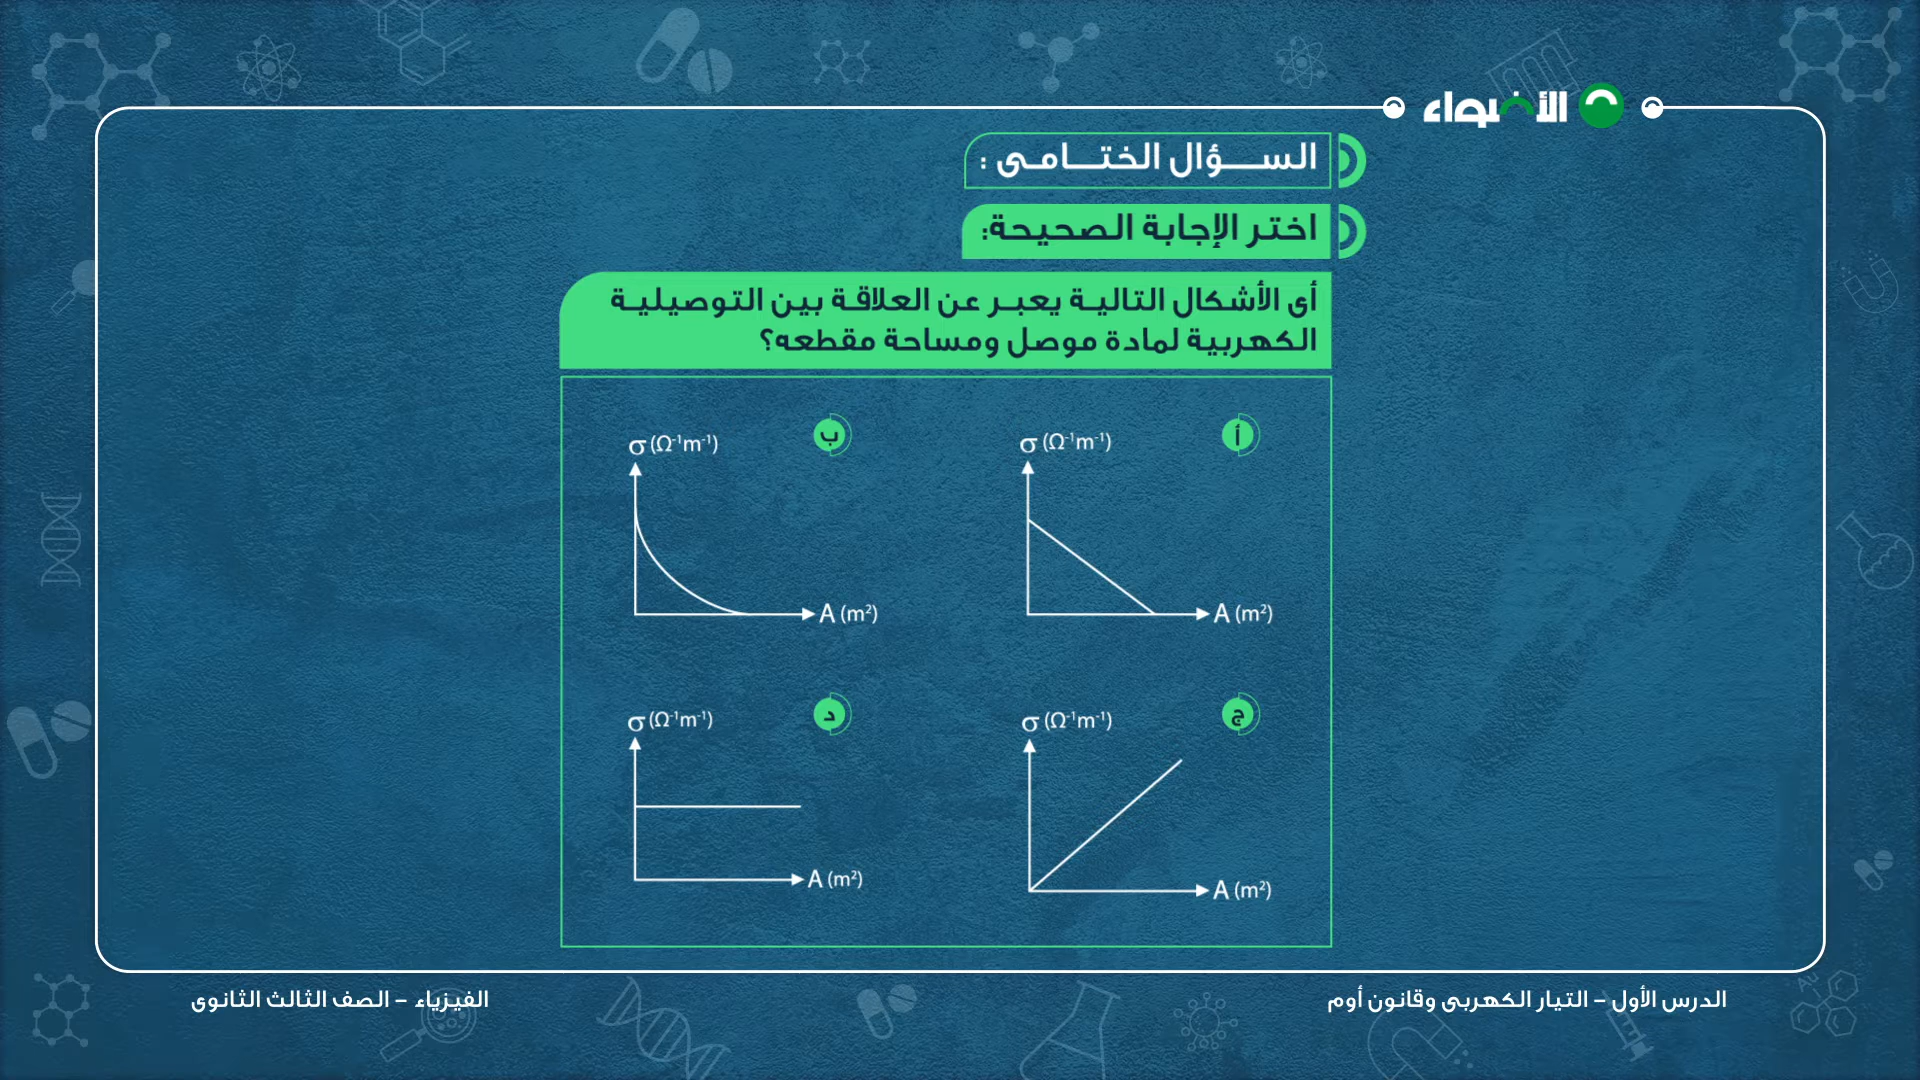 الأضواء
السؤال الختامى :
اختر الإجابة الصحيحة:
أى الأشكال التالية يعبر عن العلاقة بين التوصيلية
الكهربية لمادة موصل ومساحة مقطعه؟
أ
σ (Ω⁻¹m⁻¹)
A (m²)
ب
σ (Ω⁻¹m⁻¹)
A (m²)
ج
σ (Ω⁻¹m⁻¹)
A (m²)
د
σ (Ω⁻¹m⁻¹)
A (m²)
الدرس الأول – التيار الكهربى وقانون أوم
الفيزياء – الصف الثالث الثانوى